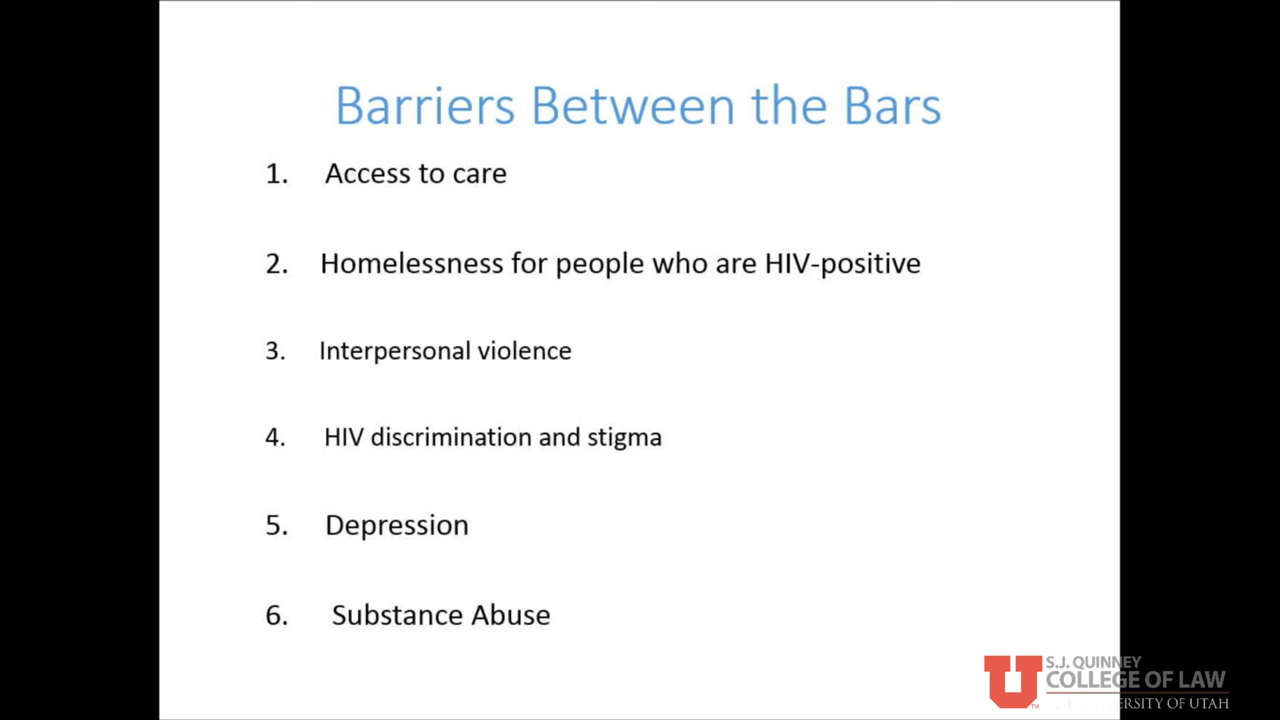 Barriers Between the Bars
1. Access to care
2. Homelessness for people who are HIV-positive
3. Interpersonal violence
4. HIV discrimination and stigma
5. Depression
6. Substance Abuse
S.J. QUINNEY
COLLEGE OF LAW
UNIVERSITY OF UTAH